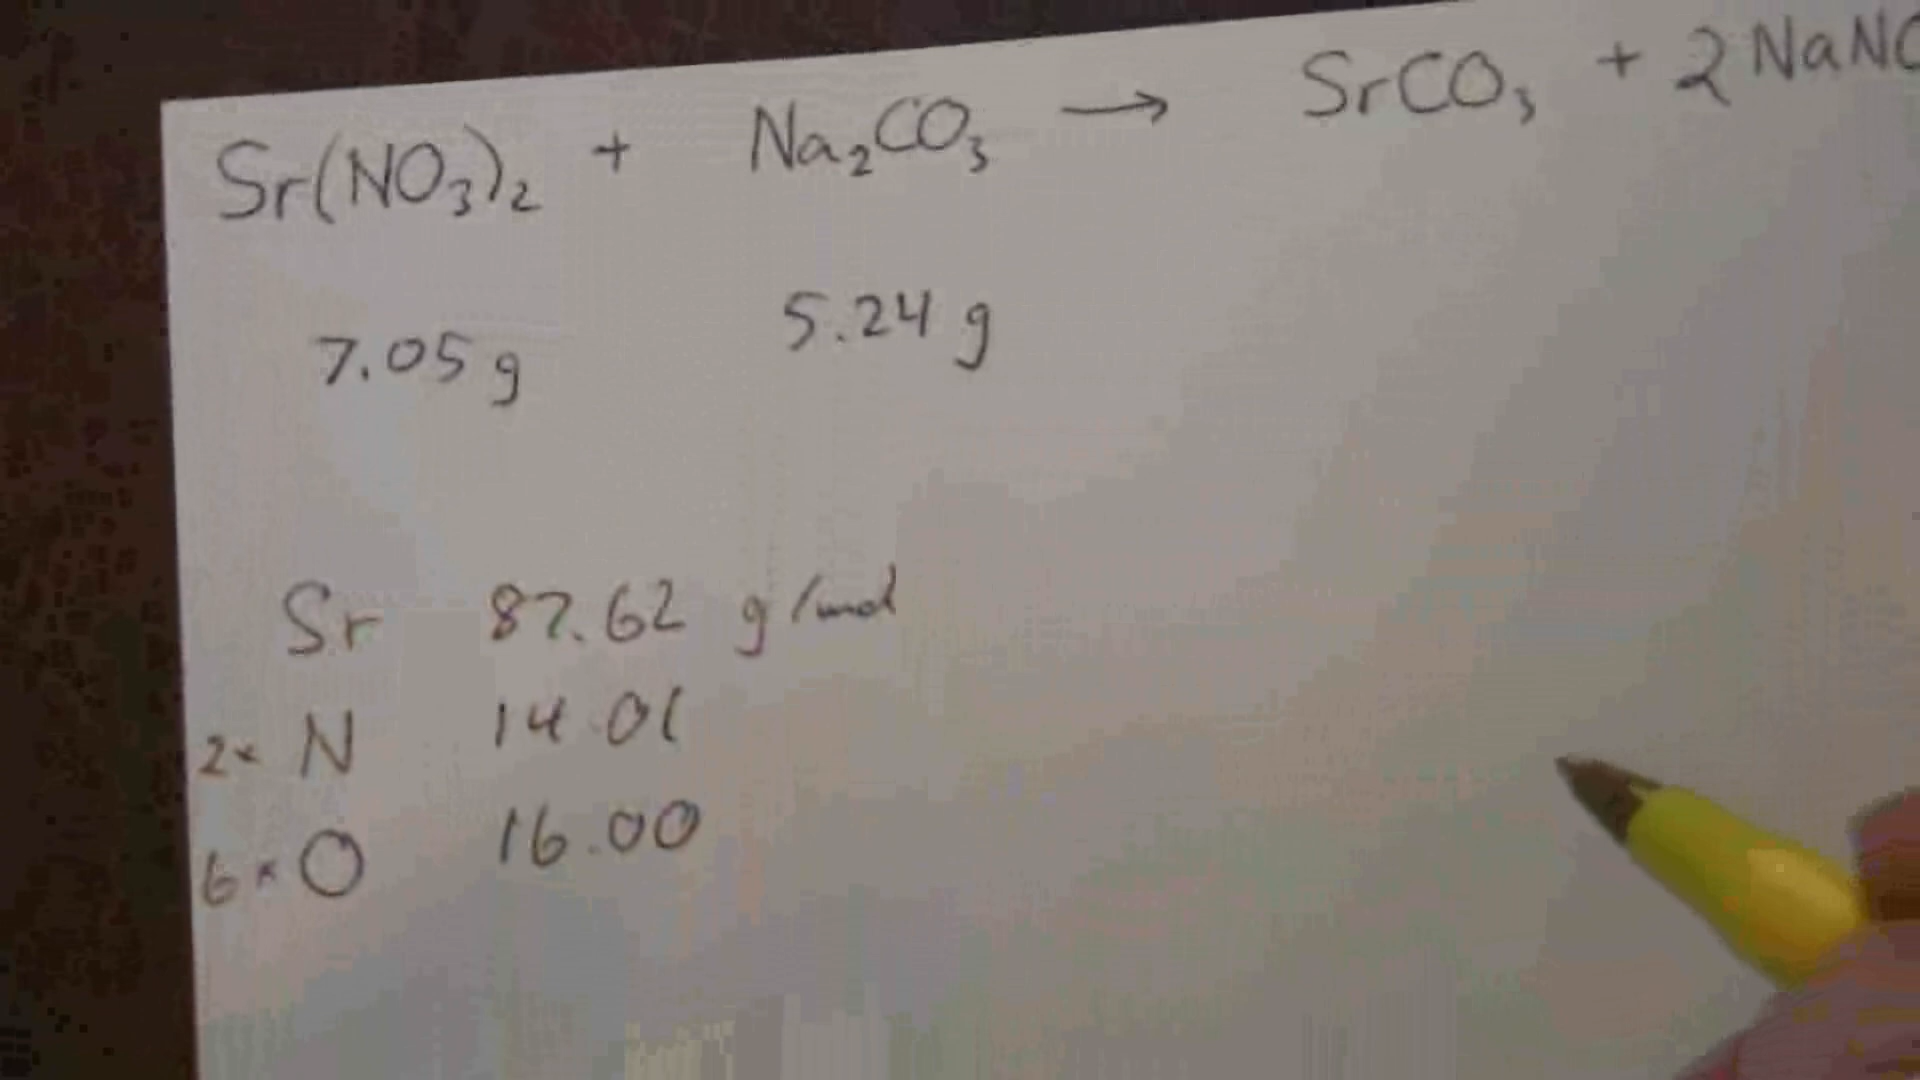 Sr(NO₃)₂ + Na₂CO₃ → SrCO₃ + 2 NaNO
7.05 g 5.24 g
Sr 87.62 g/mol
2× N 14.01
6× O 16.00